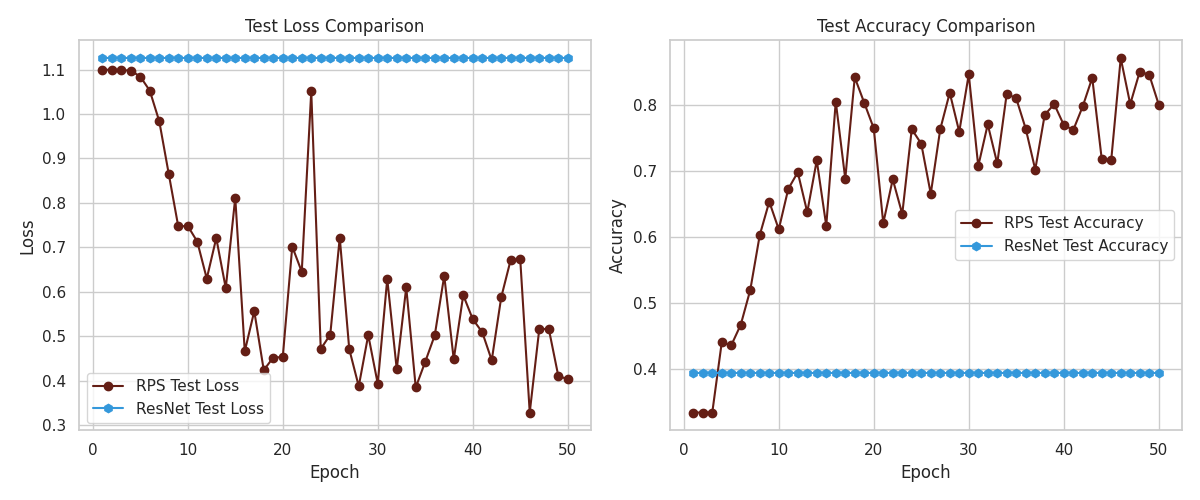 Test Loss Comparison
Loss
1.1
1.0
0.9
0.8
0.7
0.6
0.5
0.4
0.3
RPS Test Loss
ResNet Test Loss
0 10 20 30 40 50
Epoch
Test Accuracy Comparison
Accuracy
0.8
0.7
0.6
0.5
0.4
RPS Test Accuracy
ResNet Test Accuracy
0 10 20 30 40 50
Epoch